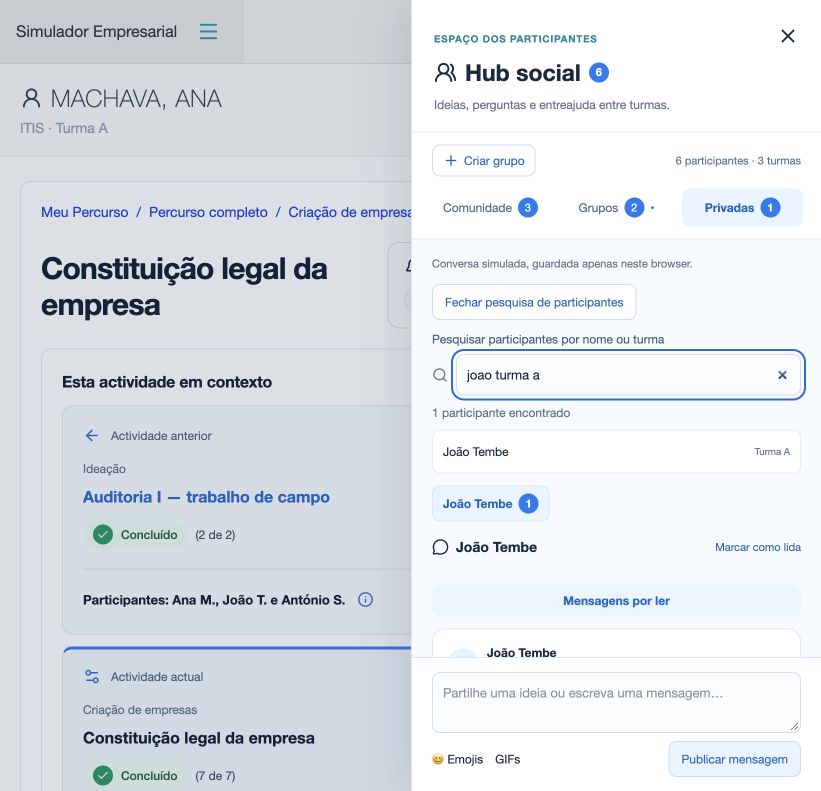 Simulador Empresarial
MACHAVA, ANA
ITIS · Turma A
Meu Percurso / Percurso completo / Criação de empresa
Constituição legal da
empresa
Esta actividade em contexto
Actividade anterior
Ideação
Auditoria I — trabalho de campo
Concluído (2 de 2)
Participantes: Ana M., João T. e António S.
Actividade actual
Criação de empresas
Constituição legal da empresa
Concluído (7 de 7)
ESPAÇO DOS PARTICIPANTES
Hub social 6
Ideias, perguntas e entreajuda entre turmas.
+ Criar grupo
6 participantes · 3 turmas
Comunidade 3
Grupos 2 •
Privadas 1
Conversa simulada, guardada apenas neste browser.
Fechar pesquisa de participantes
Pesquisar participantes por nome ou turma
joao turma a
1 participante encontrado
João Tembe Turma A
João Tembe 1
João Tembe Marcar como lida
Mensagens por ler
João Tembe
Partilhe uma ideia ou escreva uma mensagem…
😊 Emojis GIFs
Publicar mensagem